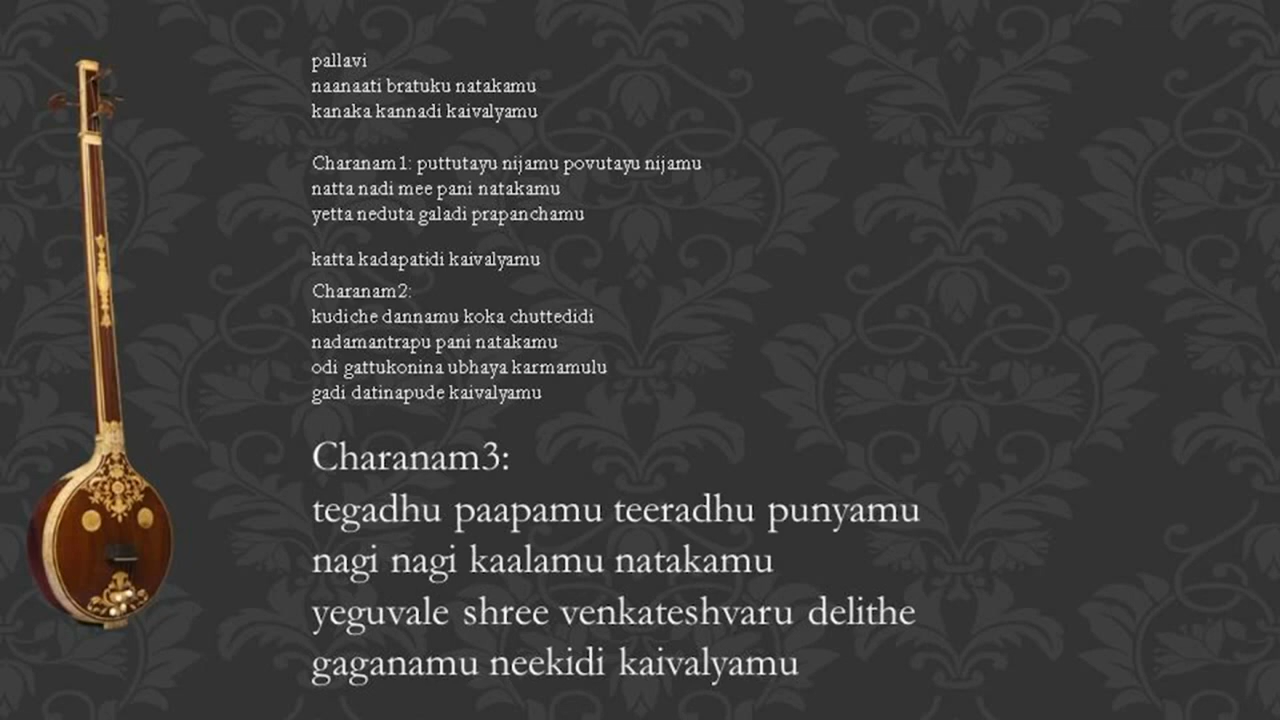 pallavi
naanaati bratuku natakamu
kanaka kannadi kaivalyamu
Charanam1: puttutayu nijamu povutayu nijamu
natta nadi mee pani natakamu
yetta neduta galadi prapanchamu
katta kadapatidi kaivalyamu
Charanam2:
kudiche dannamu koka chuttedidi
nadamantrapu pani natakamu
odi gattukonina ubhaya karmamulu
gadi datinapude kaivalyamu
Charanam3:
tegadhu paapamu teeradhu punyamu
nagi nagi kaalamu natakamu
yeguvale shree venkateshvaru delithe
gaganamu neekidi kaivalyamu